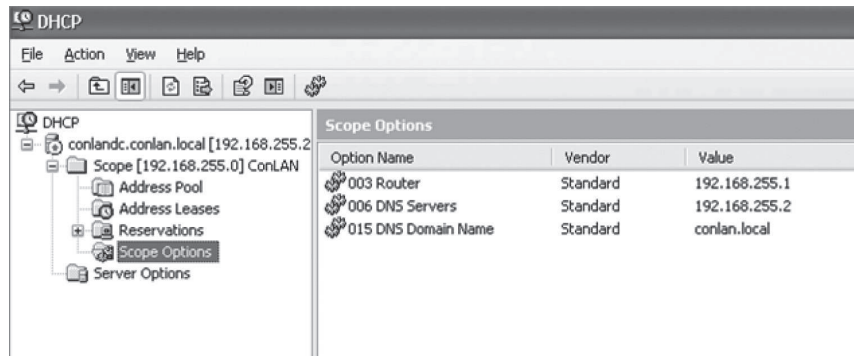 DHCP
File Action View Help
DHCP
conlandc.conlan.local [192.168.255.2
Scope [192.168.255.0] ConLAN
Address Pool
Address Leases
Reservations
Scope Options
Server Options
Scope Options
Option Name Vendor Value
003 Router Standard 192.168.255.1
006 DNS Servers Standard 192.168.255.2
015 DNS Domain Name Standard conlan.local